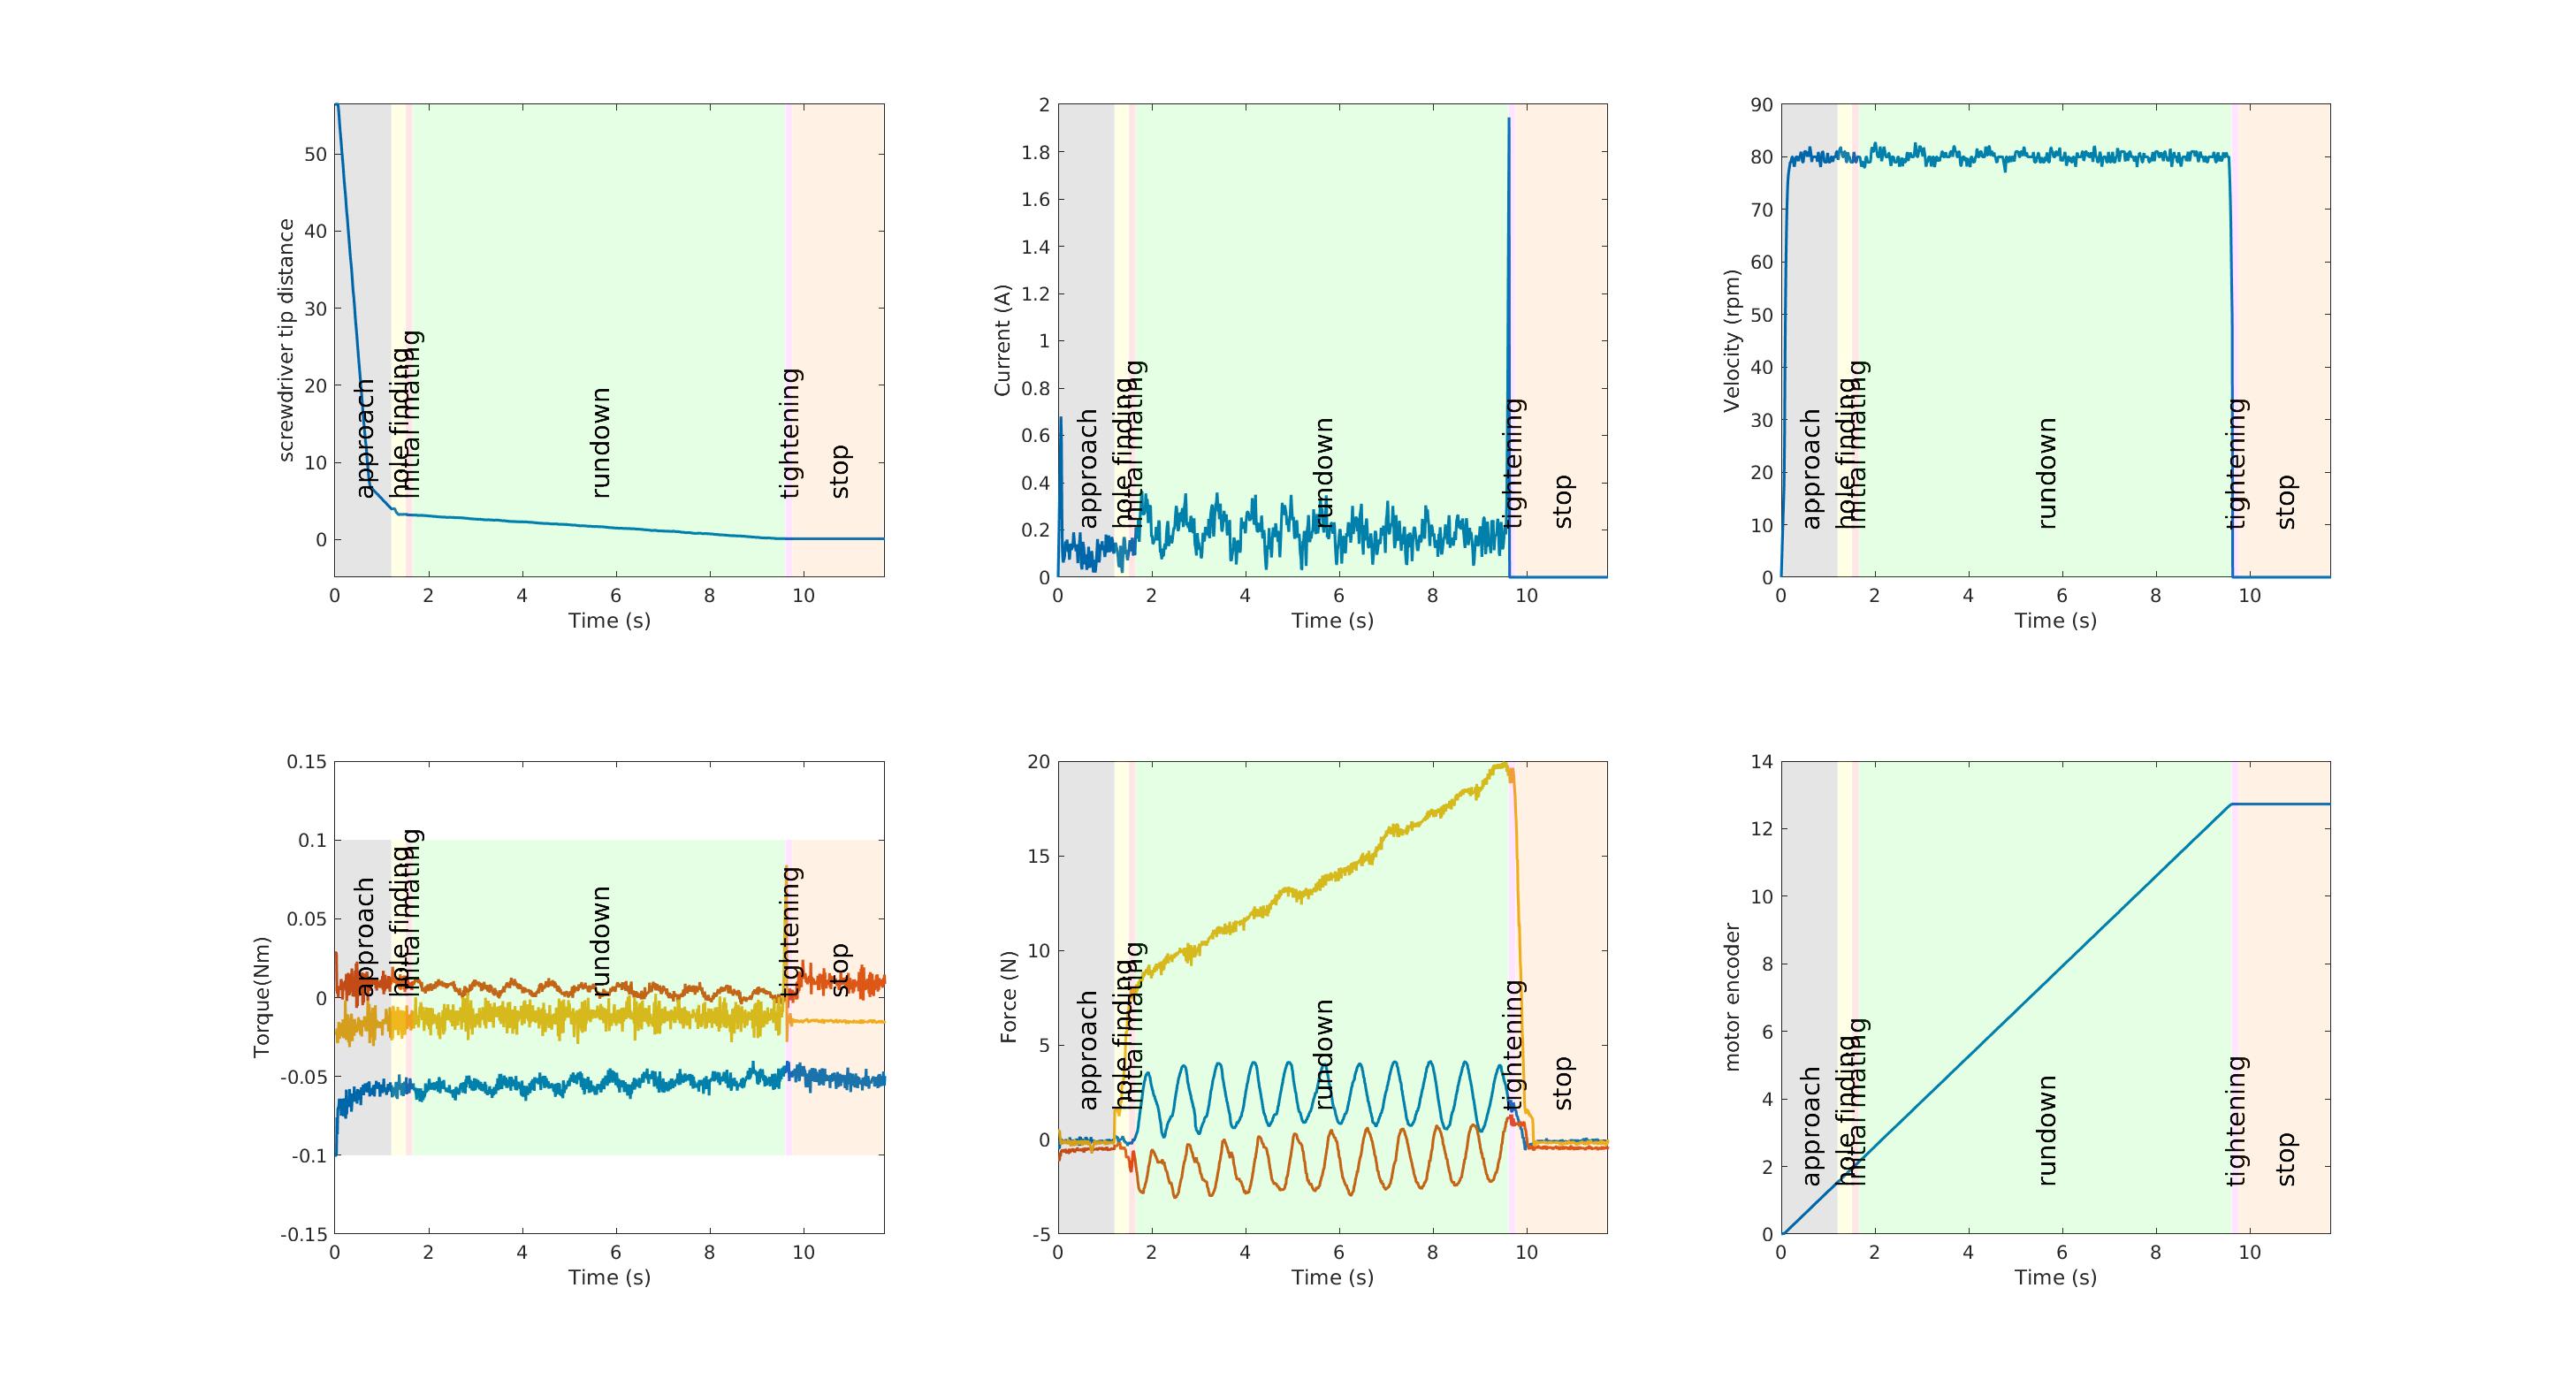 screwdriver tip distance
50
40
30
20
10
0
approach
hole finding
initial mating
rundown
tightening
stop
0 2 4 6 8 10
Time (s)
Current (A)
2
1.8
1.6
1.4
1.2
1
0.8
0.6
0.4
0.2
0
approach
hole finding
initial mating
rundown
tightening
stop
0 2 4 6 8 10
Time (s)
Velocity (rpm)
90
80
70
60
50
40
30
20
10
0
approach
hole finding
initial mating
rundown
tightening
stop
0 2 4 6 8 10
Time (s)
Torque(Nm)
0.15
0.1
0.05
0
-0.05
-0.1
-0.15
approach
hole finding
initial mating
rundown
tightening
stop
0 2 4 6 8 10
Time (s)
Force (N)
20
15
10
5
0
-5
approach
hole finding
initial mating
rundown
tightening
stop
0 2 4 6 8 10
Time (s)
motor encoder
14
12
10
8
6
4
2
0
approach
hole finding
initial mating
rundown
tightening
stop
0 2 4 6 8 10
Time (s)